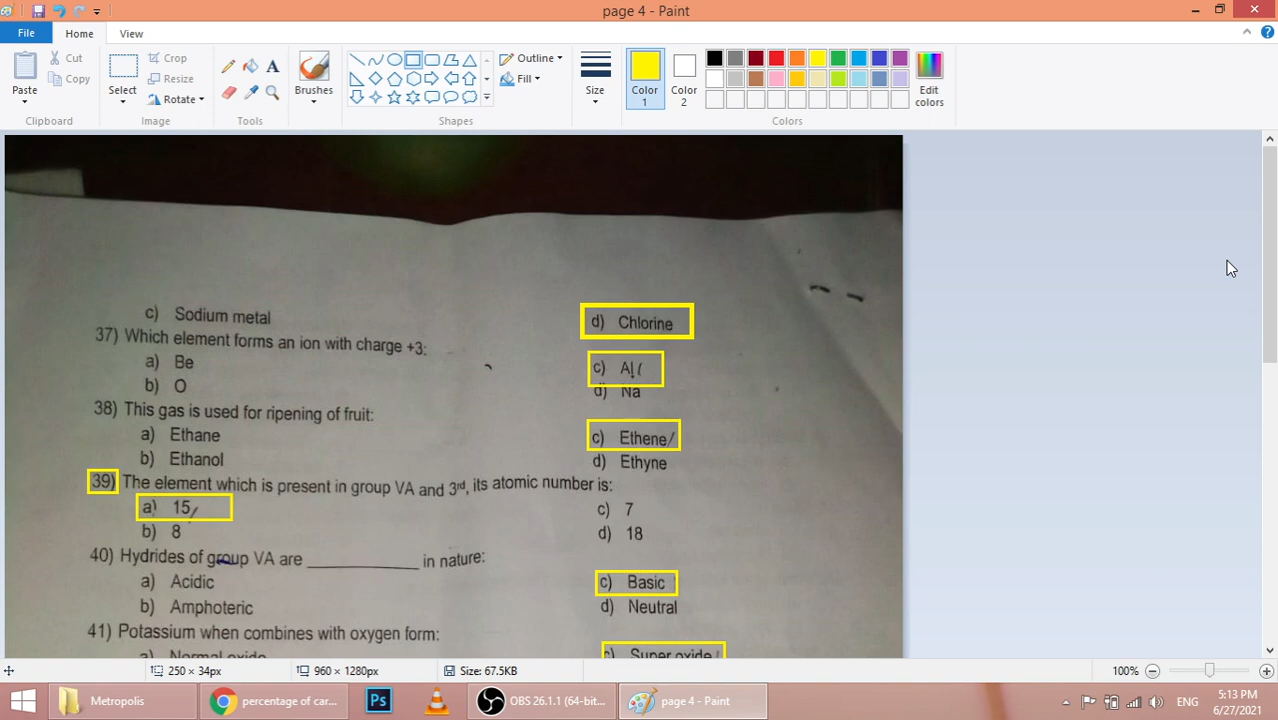 page 4 - Paint
File Home View
Paste Cut Copy Select Crop Resize Rotate Brushes Outline Fill Size Color 1 Color 2 Edit colors
Clipboard Image Tools Shapes Colors
c) Sodium metal d) Chlorine
37) Which element forms an ion with charge +3:
a) Be c) Al
b) O d) Na
38) This gas is used for ripening of fruit:
a) Ethane c) Ethene
b) Ethanol d) Ethyne
39) The element which is present in group VA and 3rd, its atomic number is:
a) 15 c) 7
b) 8 d) 18
40) Hydrides of group VA are ____________ in nature:
a) Acidic c) Basic
b) Amphoteric d) Neutral
41) Potassium when combines with oxygen form:
a) Normal oxide c) Super oxide
250 × 34px 960 × 1280px Size: 67.5KB 100%
Metropolis percentage of car... Ps OBS 26.1.1 (64-bit... page 4 - Paint ENG 5:13 PM
6/27/2021